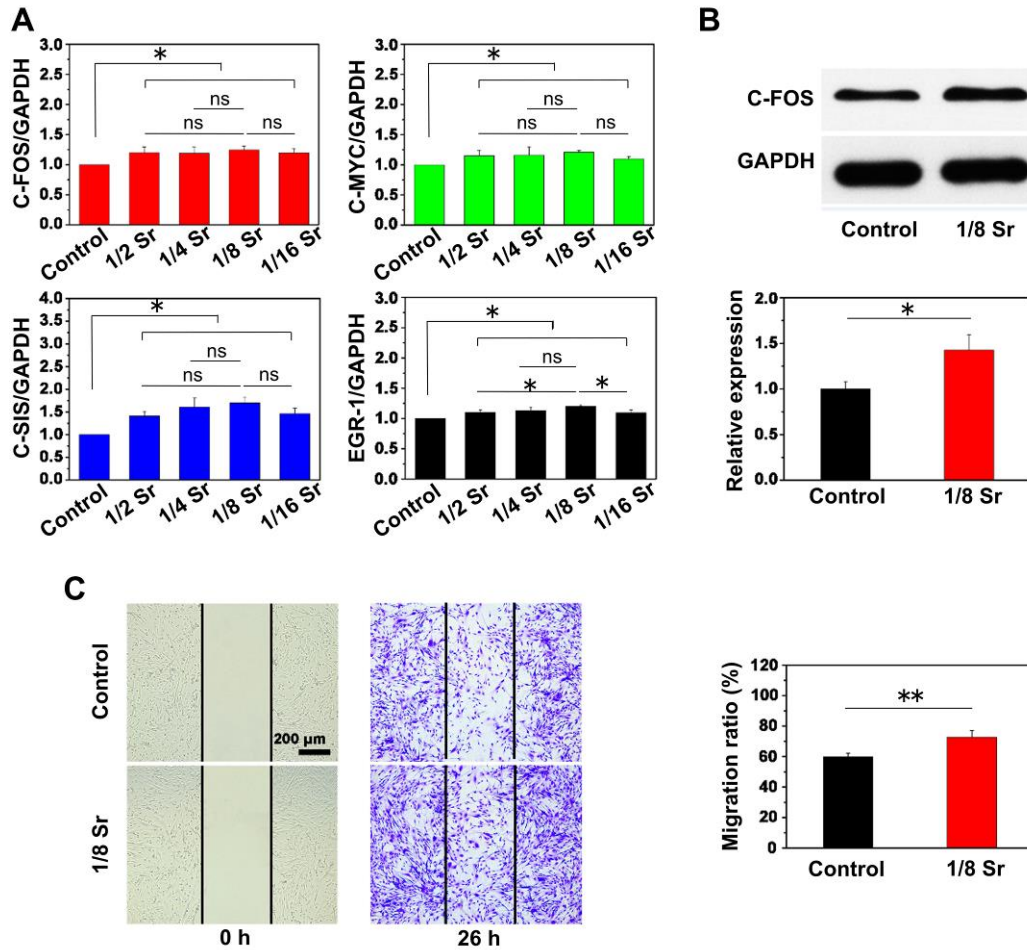 A
C-FOS/GAPDH
3.0
2.5
2.0
1.5
1.0
0.5
0.0
*
ns
ns
ns
Control
1/2 Sr
1/4 Sr
1/8 Sr
1/16 Sr
C-MYC/GAPDH
3.0
2.5
2.0
1.5
1.0
0.5
0.0
*
ns
ns
ns
Control
1/2 Sr
1/4 Sr
1/8 Sr
1/16 Sr
C-SIS/GAPDH
4.0
3.5
3.0
2.5
2.0
1.5
1.0
0.5
0.0
*
ns
ns
ns
Control
1/2 Sr
1/4 Sr
1/8 Sr
1/16 Sr
EGR-1/GAPDH
3.0
2.5
2.0
1.5
1.0
0.5
0.0
*
ns
*
*
Control
1/2 Sr
1/4 Sr
1/8 Sr
1/16 Sr
B
C-FOS
GAPDH
Control 1/8 Sr
Relative expression
2.0
1.5
1.0
0.5
0.0
*
Control 1/8 Sr
C
Control
200 µm
1/8 Sr
0 h
26 h
Migration ratio (%)
120
100
80
60
40
20
0
**
Control 1/8 Sr